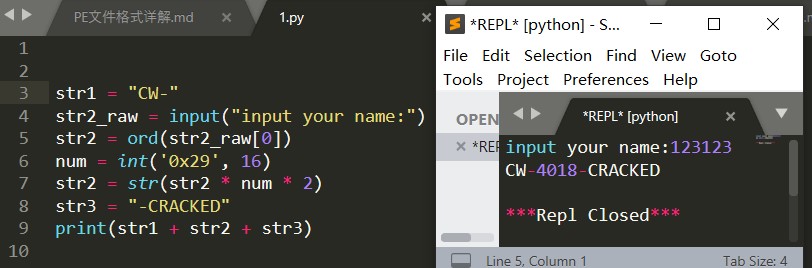 PE文件格式详解.md
1.py
1
2
3 str1 = "CW-"
4 str2_raw = input("input your name:")
5 str2 = ord(str2_raw[0])
6 num = int('0x29', 16)
7 str2 = str(str2 * num * 2)
8 str3 = "-CRACKED"
9 print(str1 + str2 + str3)
10
*REPL* [python] - S...
File Edit Selection Find View Goto
Tools Project Preferences Help
OPEN
*REP
*REPL* [python]
input your name:123123
CW-4018-CRACKED
***Repl Closed***
Line 5, Column 1 Tab Size: 4